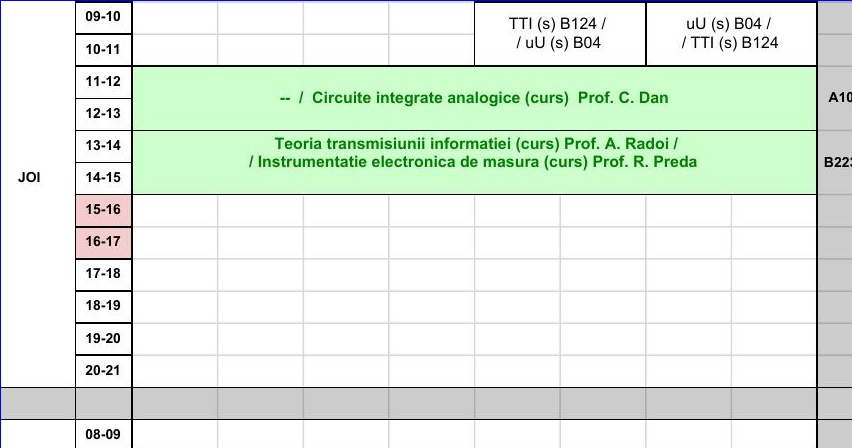 09-10
TTI (s) B124 /
/ uU (s) B04
uU (s) B04 /
/ TTI (s) B124
10-11
11-12
-- / Circuite integrate analogice (curs) Prof. C. Dan
A10
12-13
13-14
Teoria transmisiunii informatiei (curs) Prof. A. Radoi /
/ Instrumentatie electronica de masura (curs) Prof. R. Preda
B223
JOI
14-15
15-16
16-17
17-18
18-19
19-20
20-21
08-09